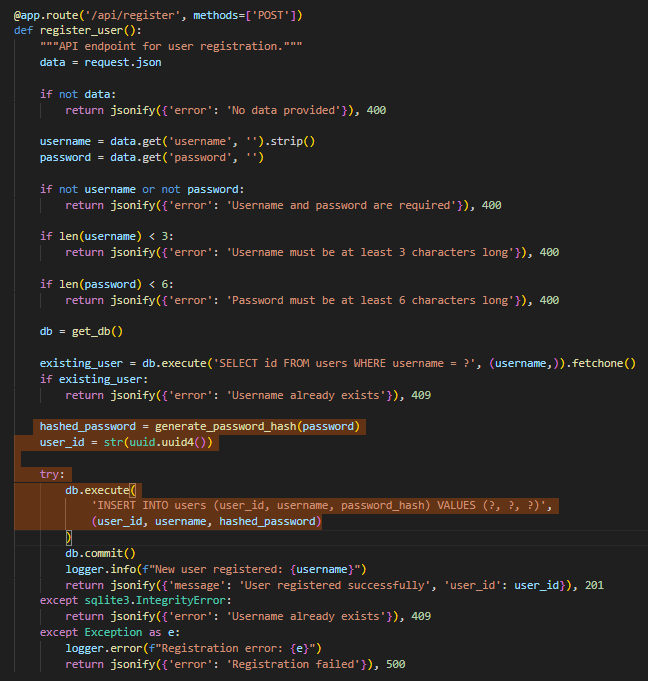 @app.route('/api/register', methods=['POST'])
def register_user():
    """API endpoint for user registration."""
    data = request.json

    if not data:
        return jsonify({'error': 'No data provided'}), 400

    username = data.get('username', '').strip()
    password = data.get('password', '')

    if not username or not password:
        return jsonify({'error': 'Username and password are required'}), 400

    if len(username) < 3:
        return jsonify({'error': 'Username must be at least 3 characters long'}), 400

    if len(password) < 6:
        return jsonify({'error': 'Password must be at least 6 characters long'}), 400

    db = get_db()

    existing_user = db.execute('SELECT id FROM users WHERE username = ?', (username,)).fetchone()
    if existing_user:
        return jsonify({'error': 'Username already exists'}), 409

    hashed_password = generate_password_hash(password)
    user_id = str(uuid.uuid4())

    try:
        db.execute(
            'INSERT INTO users (user_id, username, password_hash) VALUES (?, ?, ?)',
            (user_id, username, hashed_password)
        )
        db.commit()
        logger.info(f"New user registered: {username}")
        return jsonify({'message': 'User registered successfully', 'user_id': user_id}), 201
    except sqlite3.IntegrityError:
        return jsonify({'error': 'Username already exists'}), 409
    except Exception as e:
        logger.error(f"Registration error: {e}")
        return jsonify({'error': 'Registration failed'}), 500